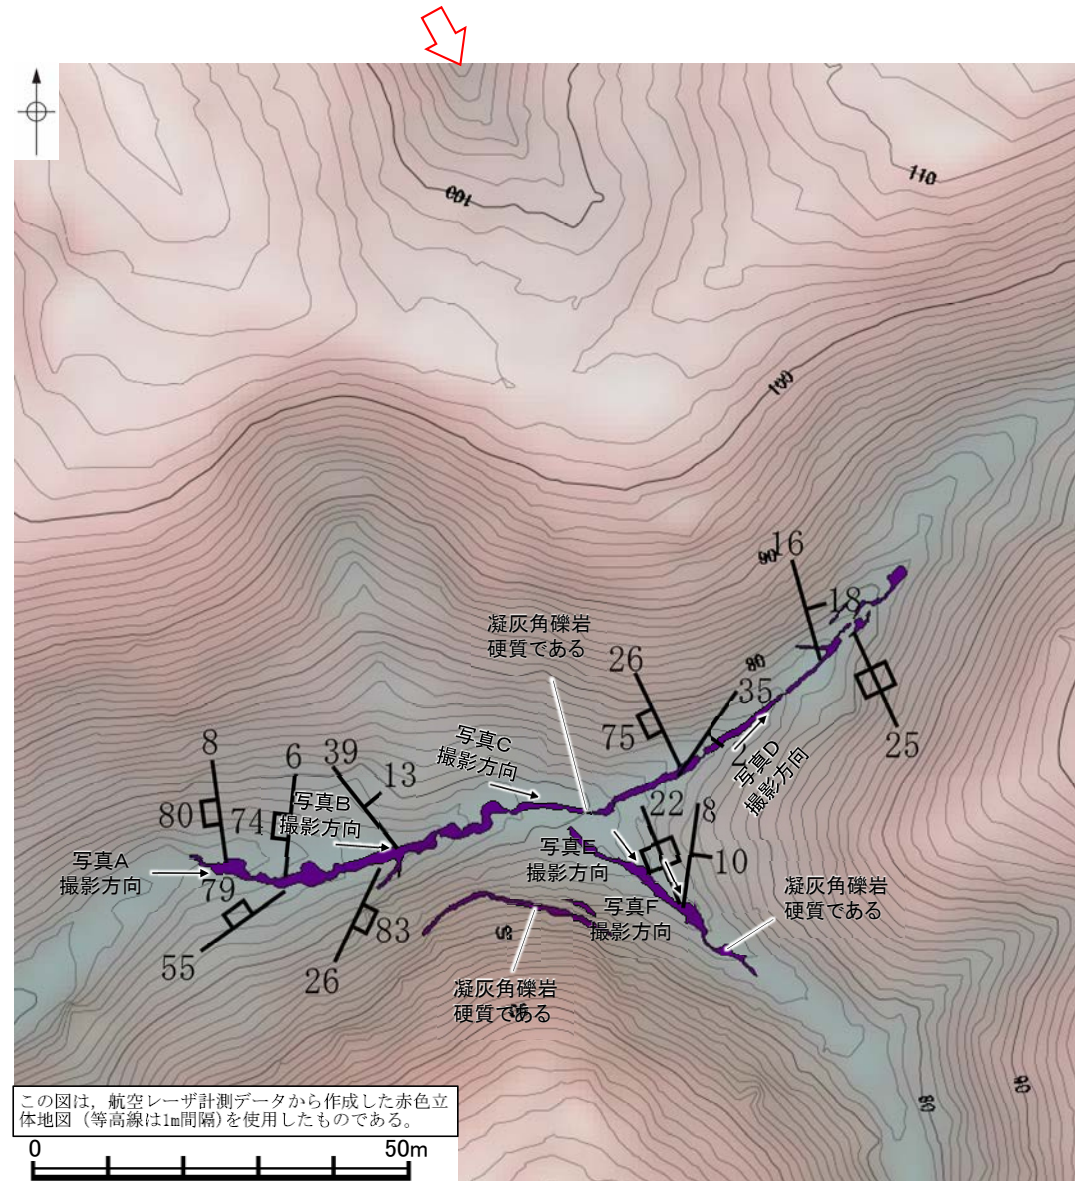 001
110
100
90
16
18
凝灰角礫岩
硬質である
26
80
35
75
2
写真D
撮影方向
25
写真C
撮影方向
8
6
39
13
80
74
写真B
撮影方向
22
8
写真A
撮影方向
79
写真E
撮影方向
10
凝灰角礫岩
硬質である
写真F
撮影方向
83
55
26
凝灰角礫岩
硬質である
90
80
この図は，航空レーザ計測データから作成した赤色立
体地図（等高線は1m間隔)を使用したものである。
0
50m